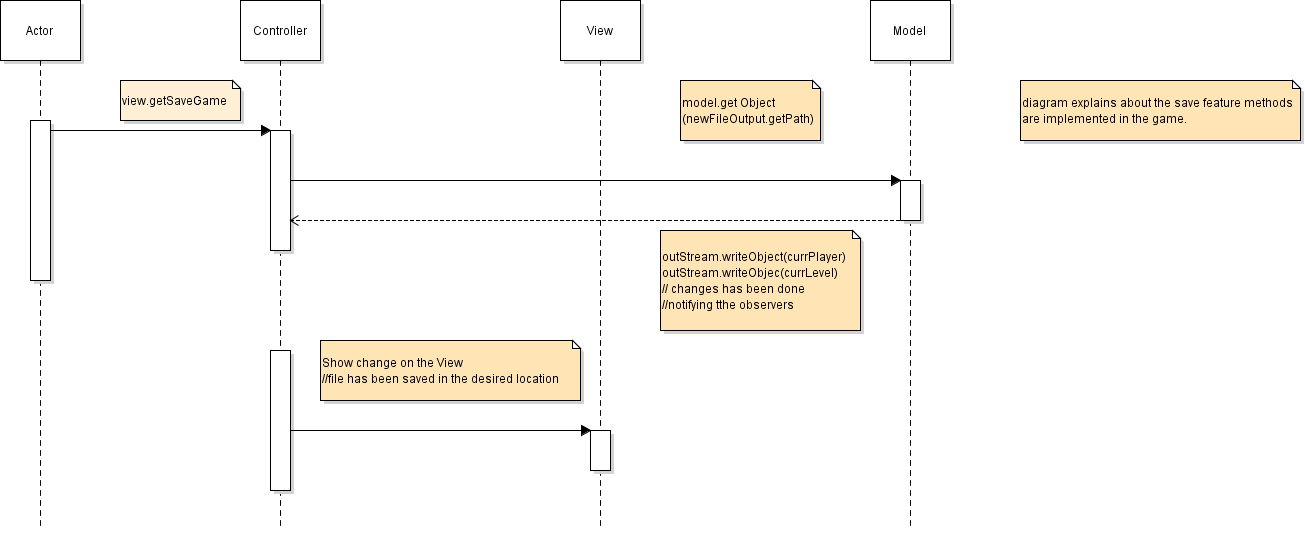 Actor
Controller
View
Model
view.getSaveGame
model.get Object
(newFileOutput.getPath)
diagram explains about the save feature methods
are implemented in the game.
outStream.writeObject(currPlayer)
outStream.writeObjec(currLevel)
// changes has been done
//notifying tthe observers
Show change on the View
//file has been saved in the desired location